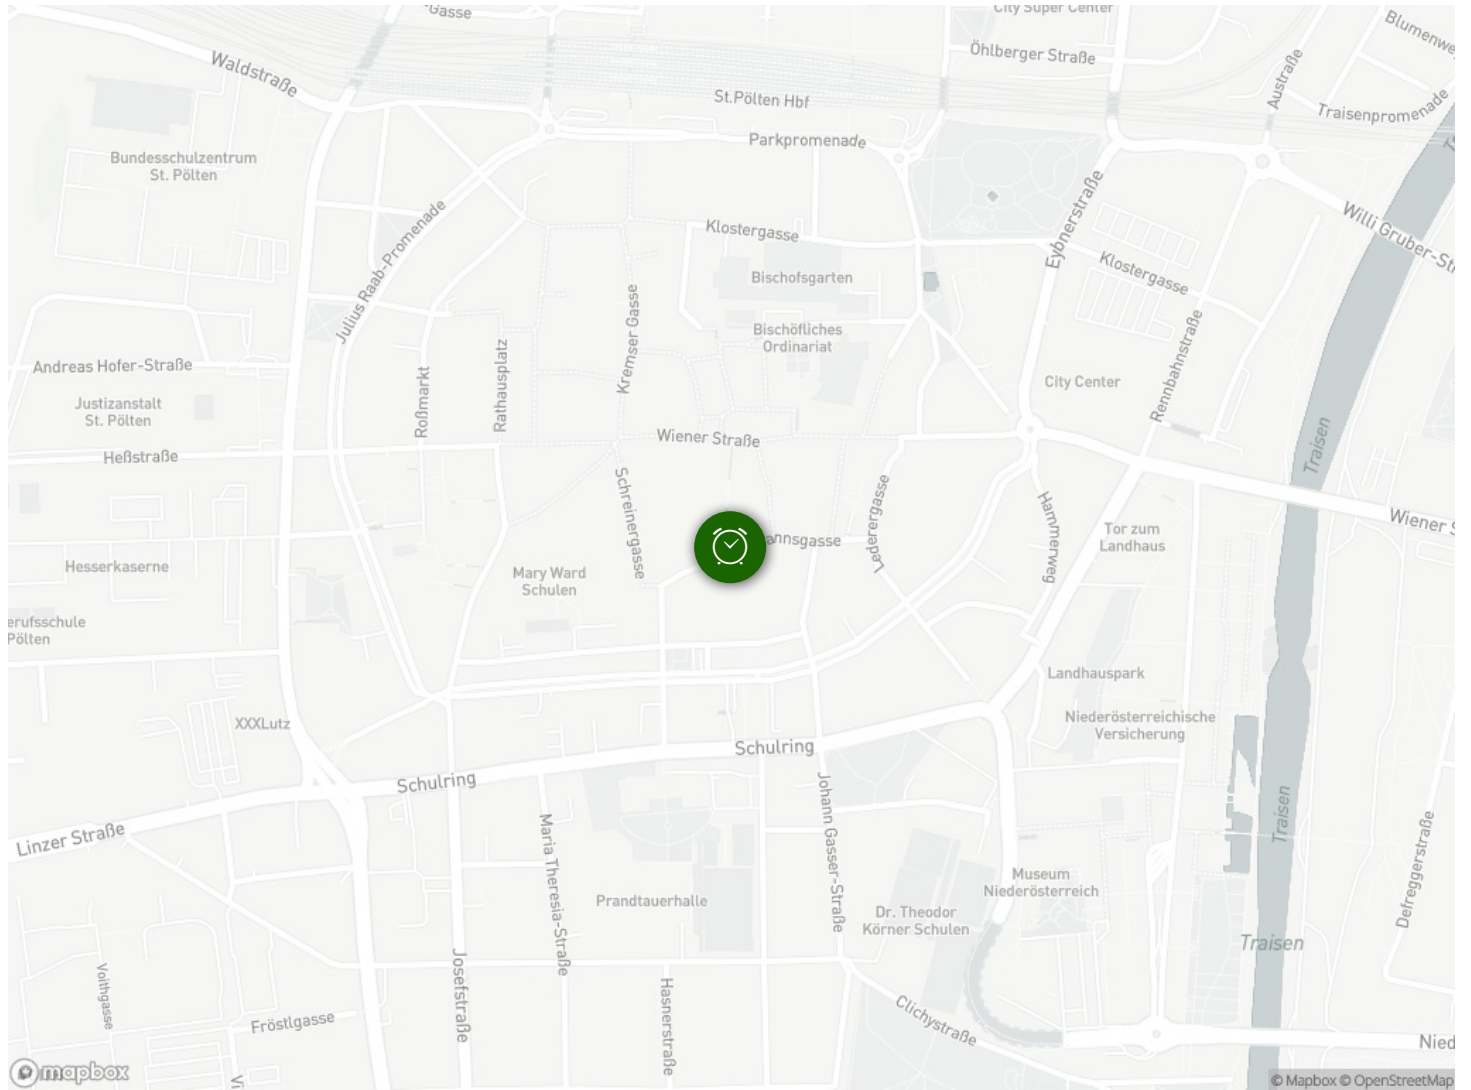 -Gasse
City Super Center
Blumenwe
Öhlberger Straße
Waldstraße
Austraße
St.Pölten Hbf
Traisenpromenade
Parkpromenade
Bundesschulzentrum
St. Pölten
Eybnerstraße
Julius Raab-Promenade
Klostergasse
Willi Gruber-Str
Klostergasse
Bischofsgarten
Kremser Gasse
Bischöfliches
Ordinariat
Rennbahnstraße
Andreas Hofer-Straße
Roßmarkt
Rathausplatz
City Center
Justizanstalt
St. Pölten
Wiener Straße
Traisen
Heßstraße
Schreinergasse
Lederergasse
Hammerweg
Wiener S
Tor zum
Landhaus
annsgasse
Hesserkaserne
Mary Ward
Schulen
erufsschule
Pölten
Landhauspark
XXXLutz
Niederösterreichische
Versicherung
Schulring
Schulring
Johann Gasser-Straße
Traisen
Linzer Straße
Maria Theresia-Straße
Defreggerstraße
Museum
Niederösterreich
Prandtauerhalle
Dr. Theodor
Körner Schulen
Traisen
Josefstraße
Voithgasse
Hasnerstraße
Clichystraße
Fröstlgasse
Nied
Vi
mapbox
© Mapbox © OpenStreetMap